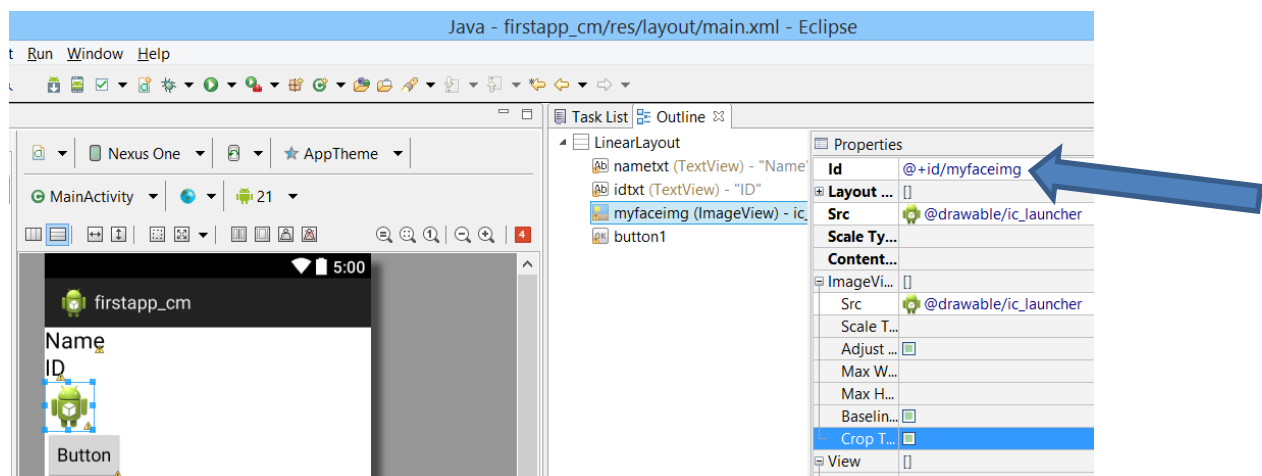 Java - firstapp_cm/res/layout/main.xml - Eclipse
t Run Window Help
Task List Outline
Nexus One AppTheme
MainActivity 21
4
5:00
firstapp_cm
Name
ID
Button
LinearLayout
nametxt (TextView) - "Name"
idtxt (TextView) - "ID"
myfaceimg (ImageView) - ic_
button1
Properties
Id @+id/myfaceimg
Layout ... []
Src @drawable/ic_launcher
Scale Ty...
Content...
ImageVi... []
Src @drawable/ic_launcher
Scale T...
Adjust ...
Max W...
Max H...
Baselin...
Crop T...
View []